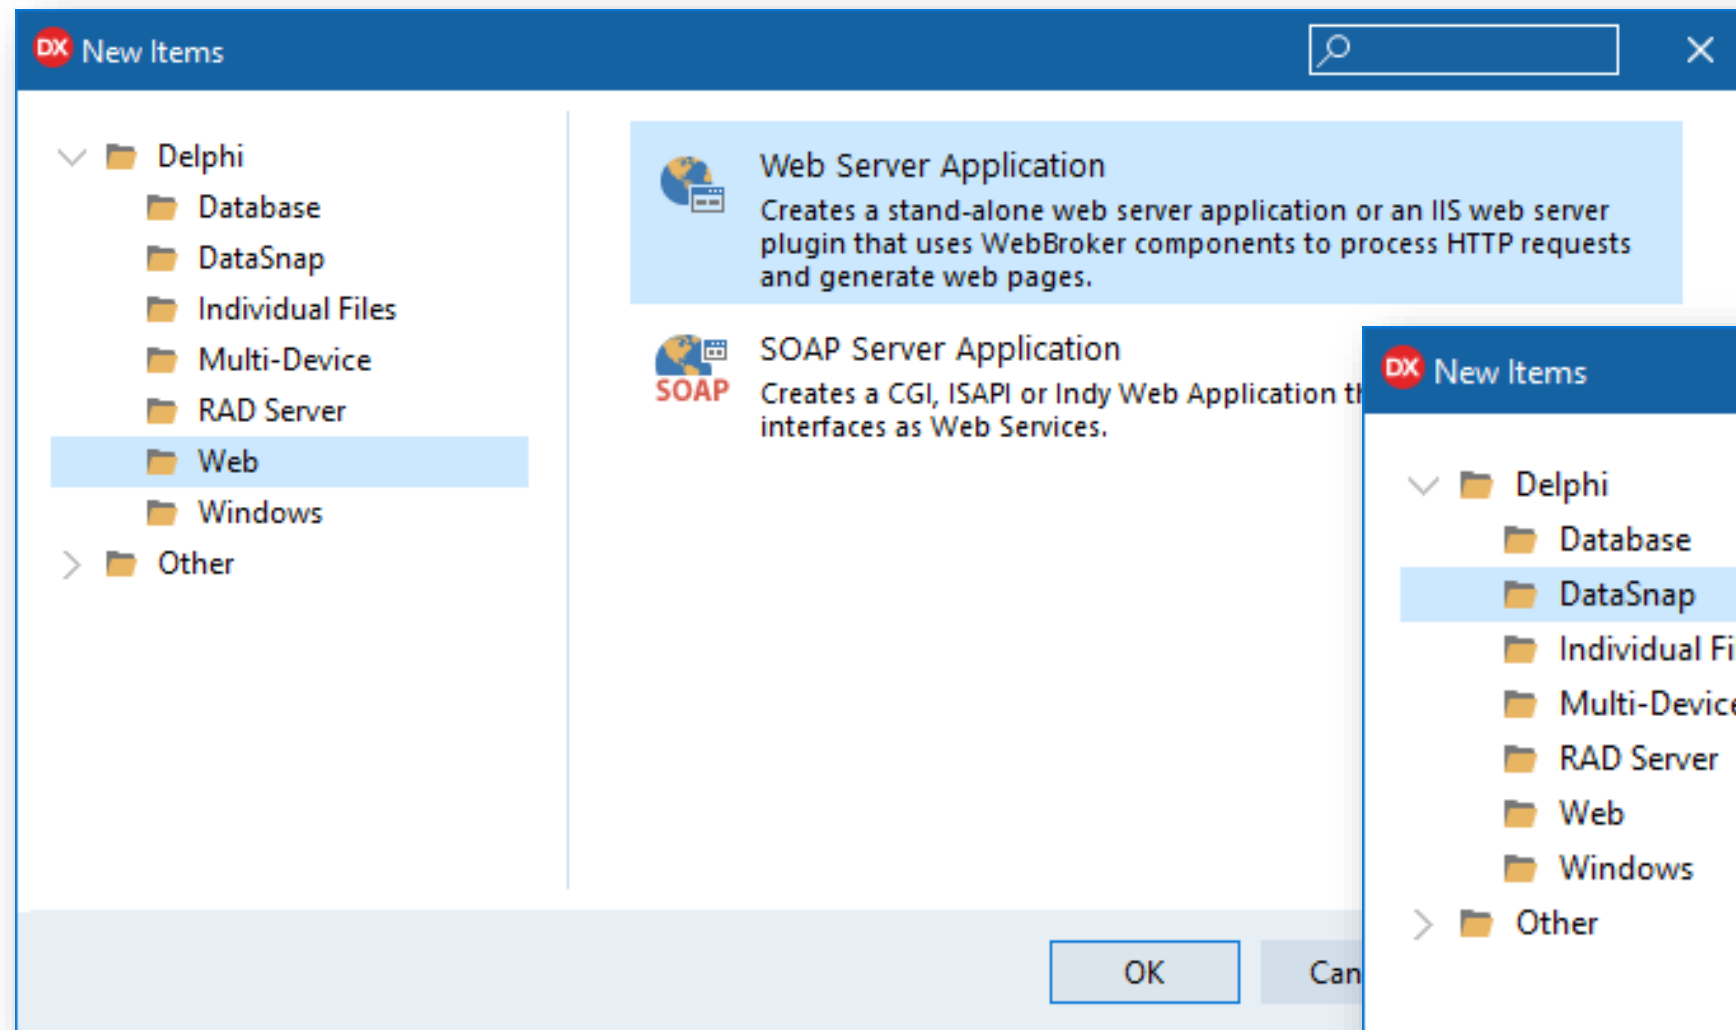 DX New Items
Delphi
Database
DataSnap
Individual Files
Multi-Device
RAD Server
Web
Windows
Other
Web Server Application
Creates a stand-alone web server application or an IIS web server
plugin that uses WebBroker components to process HTTP requests
and generate web pages.
SOAP
SOAP Server Application
Creates a CGI, ISAPI or Indy Web Application
interfaces as Web Services.
OK
DX New Items
Delphi
Database
DataSnap
Individual
Multi-Device
RAD Server
Web
Windows
Other